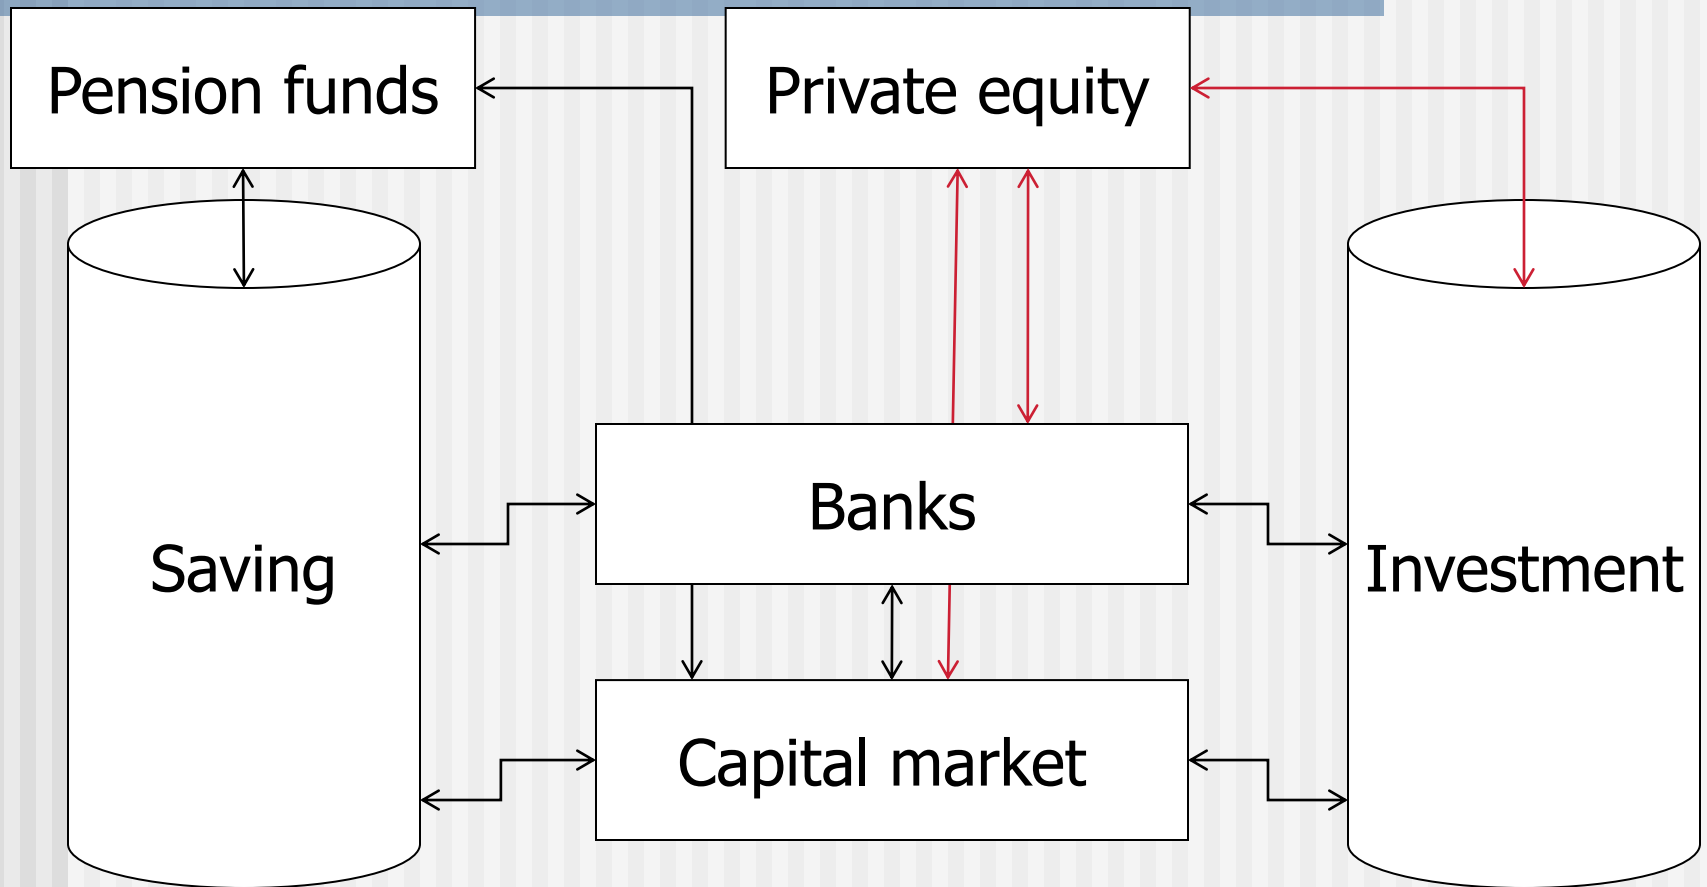 Pension funds
Private equity
Banks
Saving
Investment
Capital market